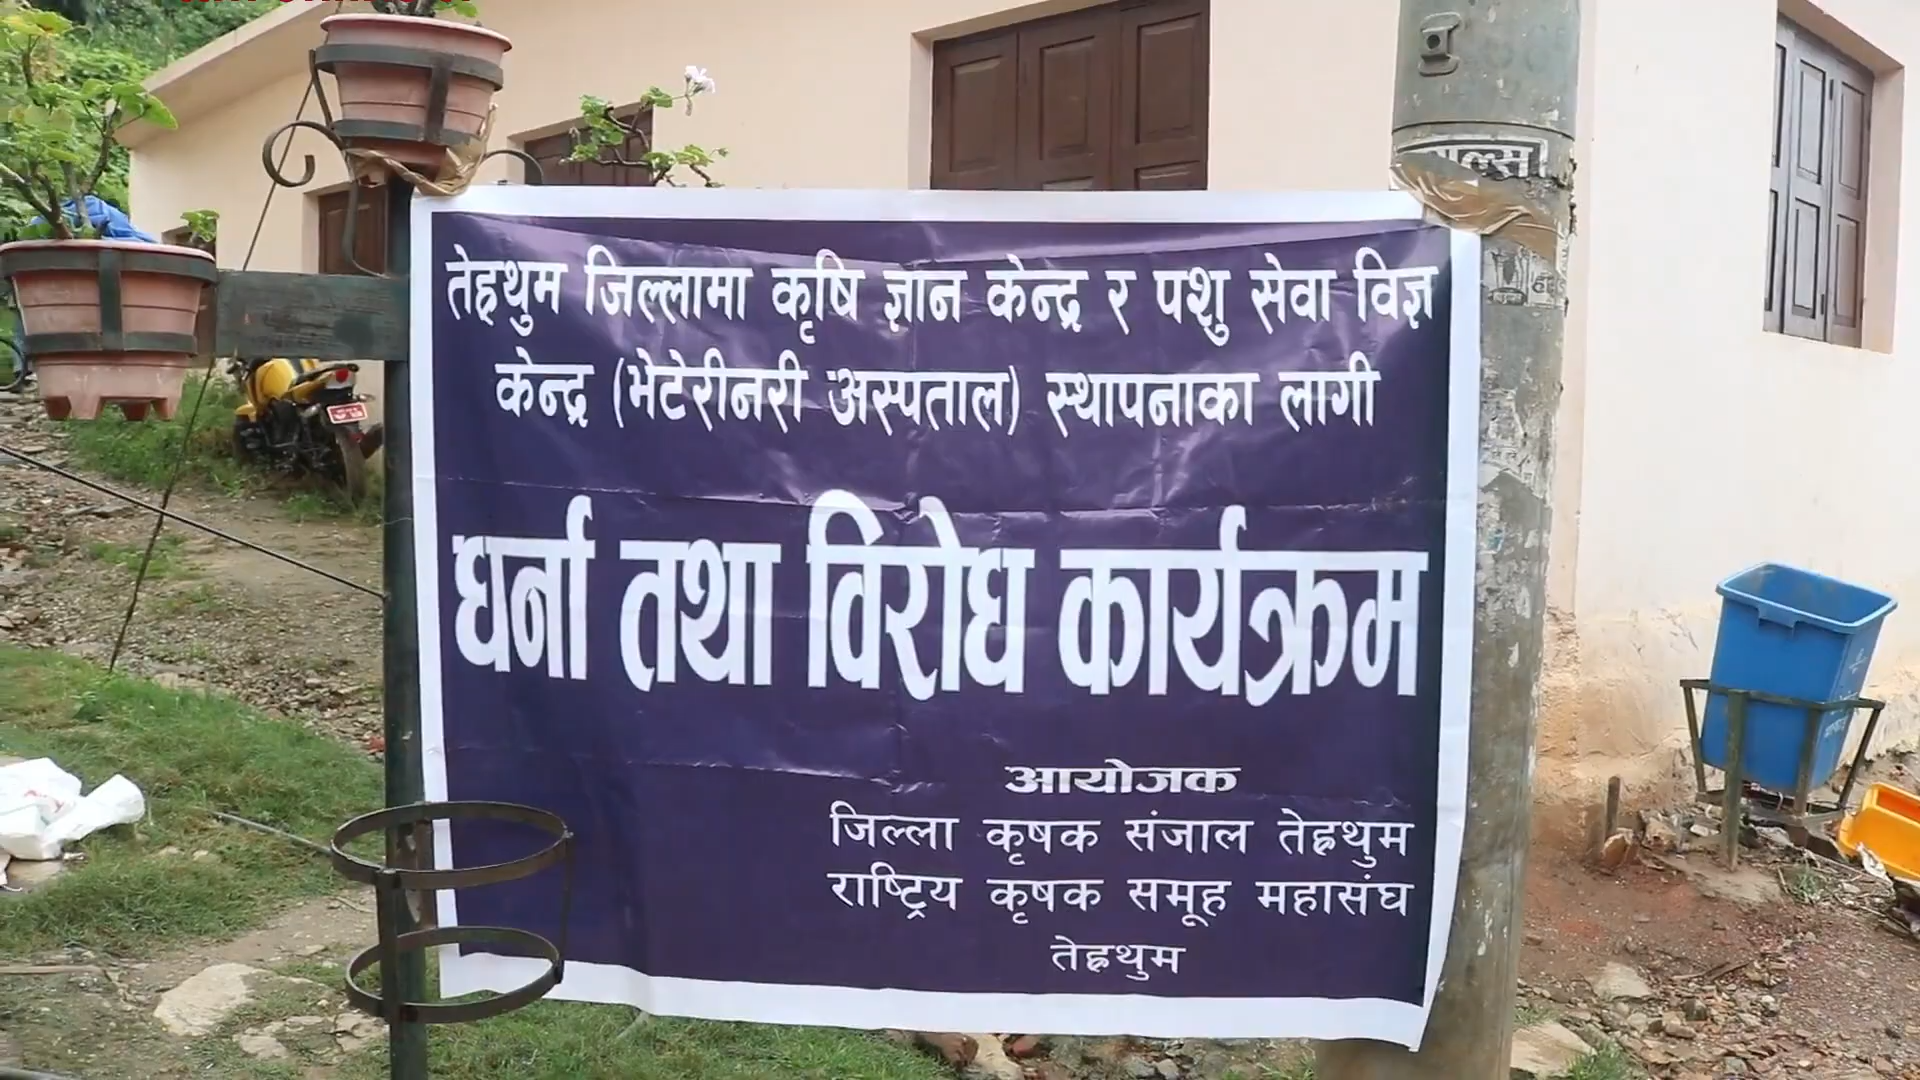 तेह्रथुम जिल्लामा कृषि ज्ञान केन्द्र र पशु सेवा विज्ञ
केन्द्र (भेटेरीनरी अस्पताल) स्थापनाका लागी
धर्ना तथा विरोध कार्यक्रम
आयोजक
जिल्ला कृषक संजाल तेह्रथुम
राष्ट्रिय कृषक समूह महासंघ
तेह्रथुम